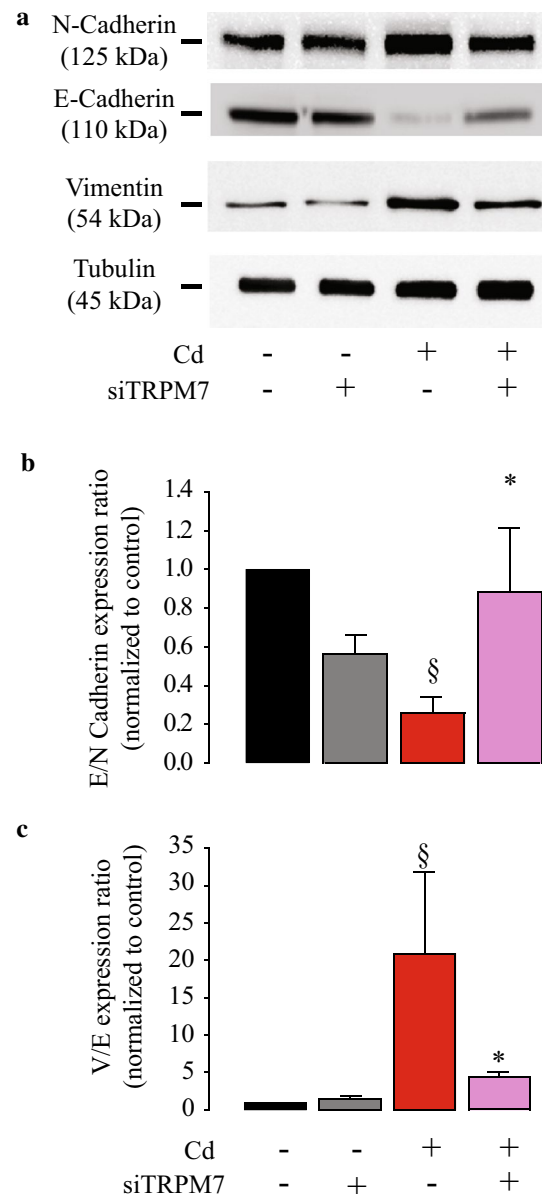 a
N-Cadherin
(125 kDa)
E-Cadherin
(110 kDa)
Vimentin
(54 kDa)
Tubulin
(45 kDa)
Cd - - + +
siTRPM7 - + - +
b
E/N Cadherin expression ratio
(normalized to control)
1.4
1.2
1.0
0.8
0.6
0.4
0.2
0.0
§
*
c
V/E expression ratio
(normalized to control)
35
30
25
20
15
10
5
0
§
*
Cd - - + +
siTRPM7 - + - +